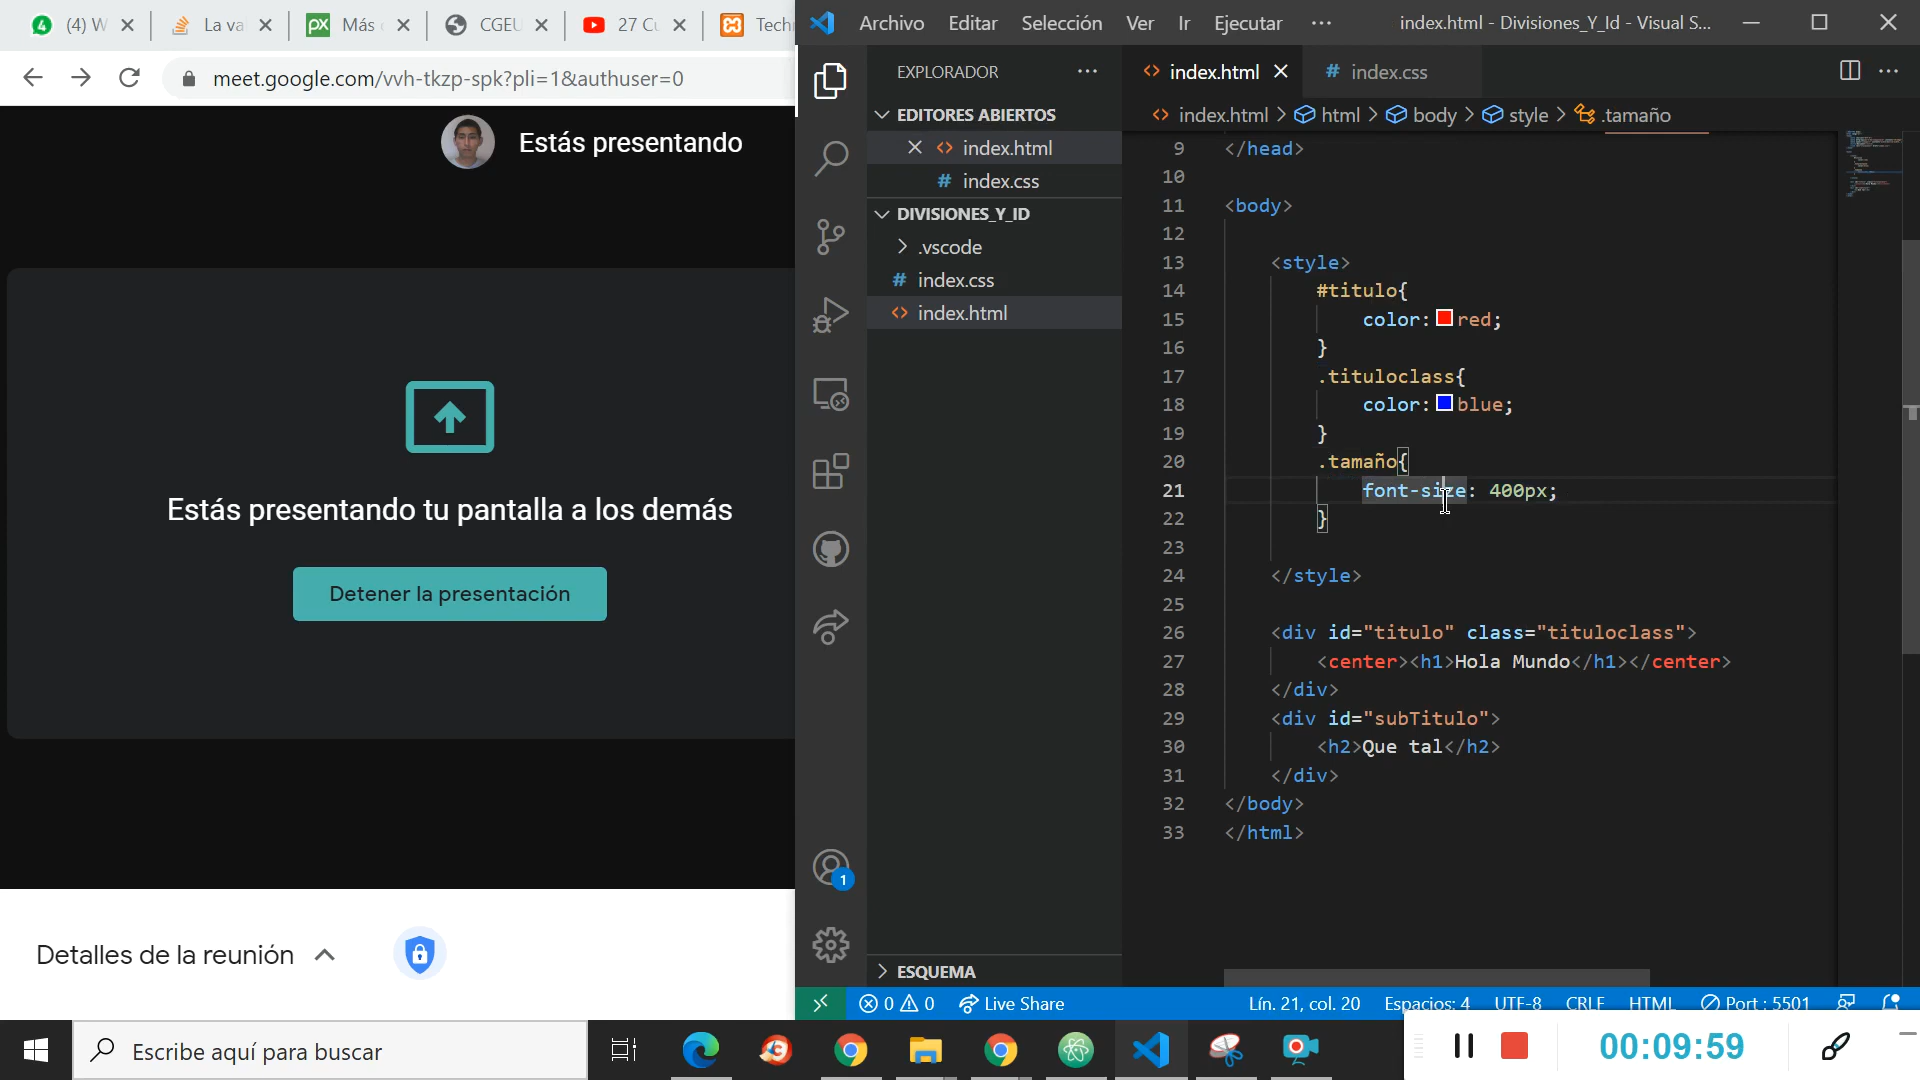 4 (4) W
La va
px Más
CGEU
27 Cu
Techn
meet.google.com/vvh-tkzp-spk?pli=1&authuser=0
Estás presentando
Estás presentando tu pantalla a los demás
Detener la presentación
Detalles de la reunión
Archivo Editar Selección Ver Ir Ejecutar ··· index.html - Divisiones_Y_Id - Visual S...
EXPLORADOR ···
EDITORES ABIERTOS
index.html
# index.css
DIVISIONES_Y_ID
.vscode
# index.css
index.html
ESQUEMA
1
index.html # index.css ···
index.html > html > body > style > .tamaño
9 </head>
10
11 <body>
12
13 <style>
14 #titulo{
15 color: red;
16 }
17 .tituloclass{
18 color: blue;
19 }
20 .tamaño{
21 font-size: 400px;
22 }
23
24 </style>
25
26 <div id="titulo" class="tituloclass">
27 <center><h1>Hola Mundo</h1></center>
28 </div>
29 <div id="subTitulo">
30 <h2>Que tal</h2>
31 </div>
32 </body>
33 </html>
0 0 Live Share Lín. 21, col. 20 Espacios: 4 UTF-8 CRLF HTML Port : 5501
Escribe aquí para buscar
00:09:59